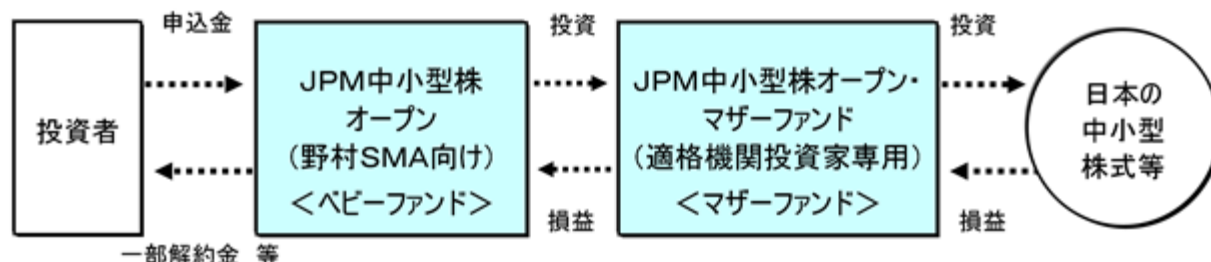 申込金
投資
投資
投資者
JPM中小型株
オープン
(野村SMA向け)
<ベビーファンド>
JPM中小型株オープン・
マザーファンド
(適格機関投資家専用)
<マザーファンド>
日本の
中小型
株式等
一部解約金 等
損益
損益